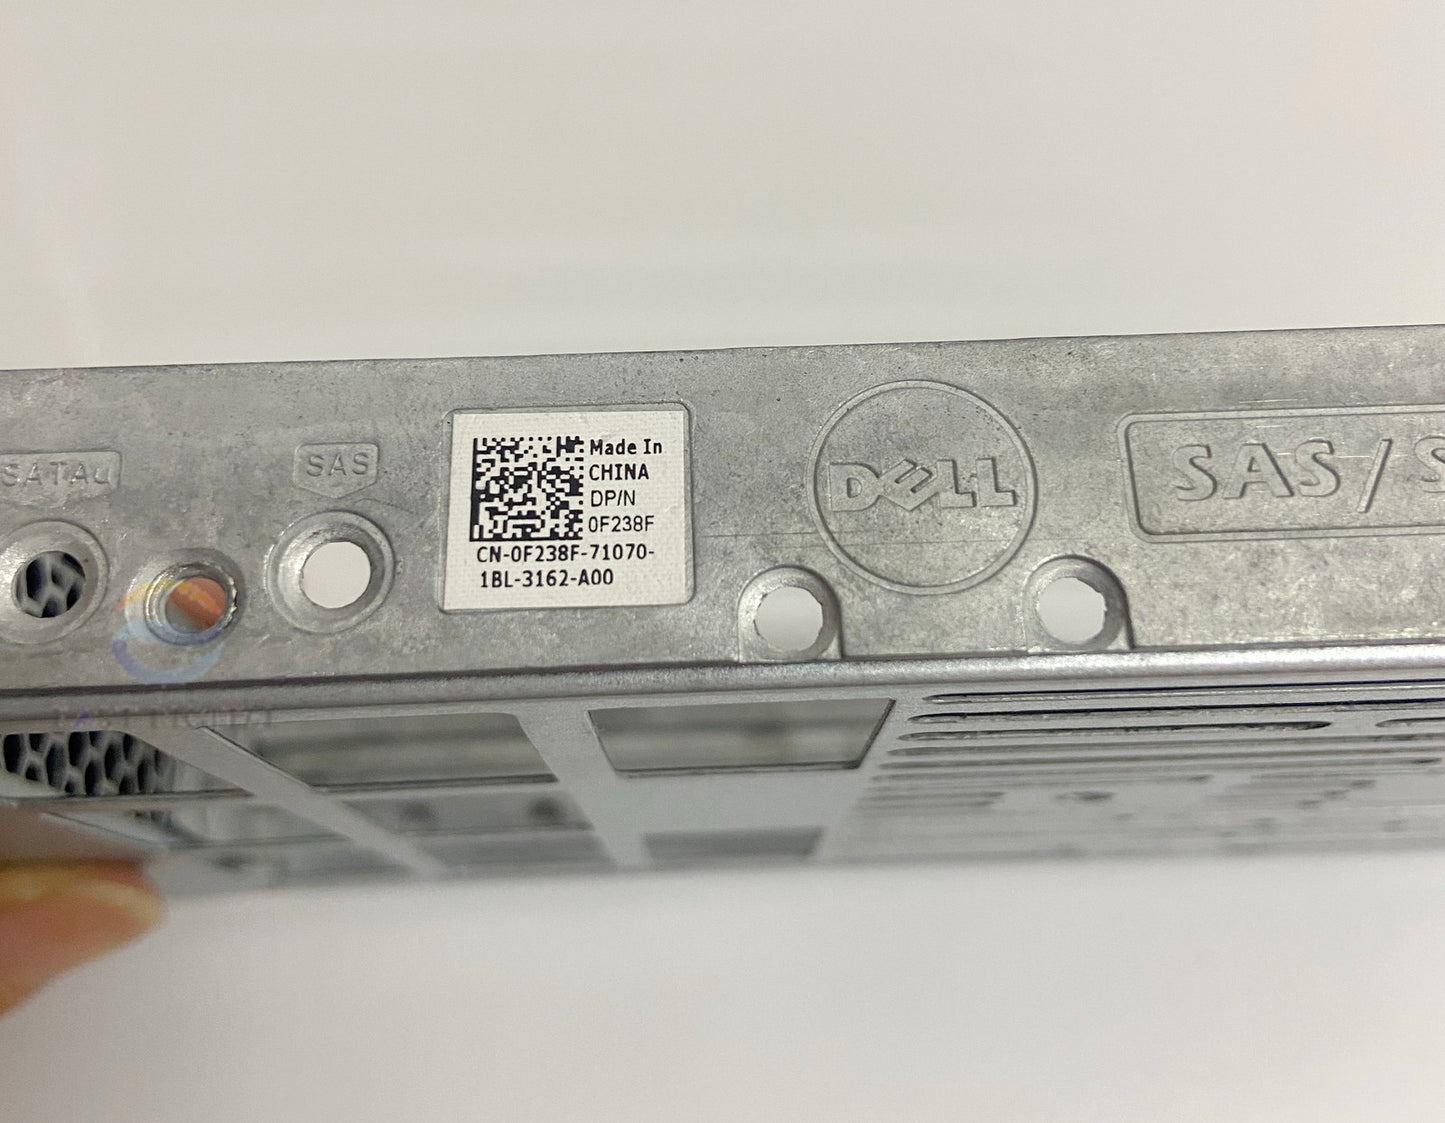 SATAu
SAS
Made In
CHINA
DP/N
0F238F
CN-0F238F-71070-
1BL-3162-A00
DELL
SAS/S